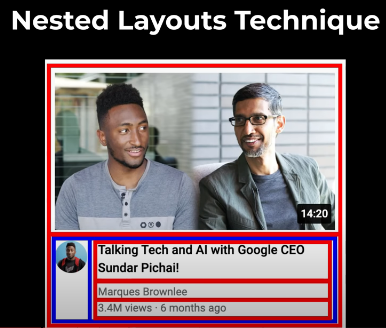 Nested Layouts Technique
14:20
Talking Tech and AI with Google CEO
Sundar Pichai!
Marques Brownlee
3.4M views · 6 months ago